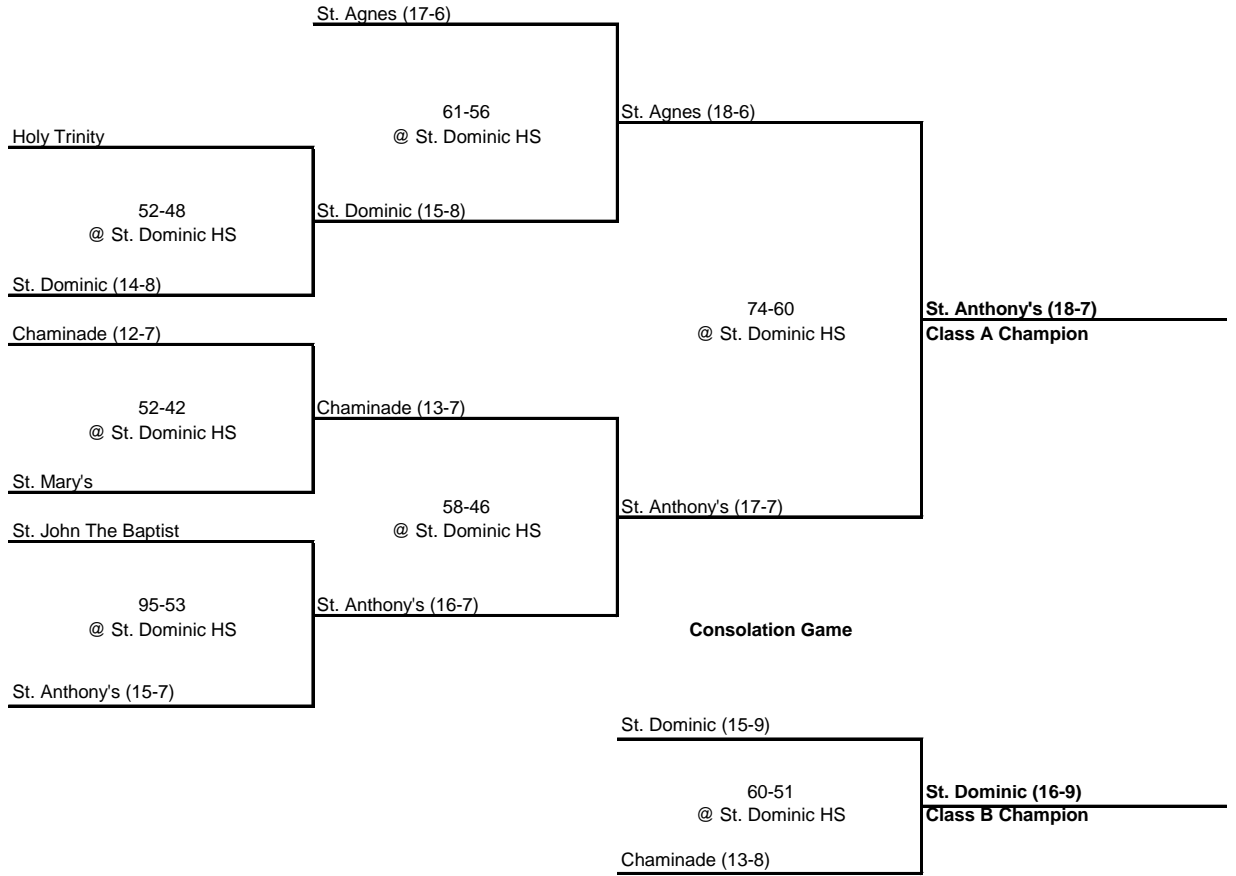 St. Agnes (17-6)
61-56
@ St. Dominic HS
St. Agnes (18-6)
Holy Trinity
52-48
@ St. Dominic HS
St. Dominic (15-8)
St. Dominic (14-8)
74-60
@ St. Dominic HS
St. Anthony's (18-7)
Class A Champion
Chaminade (12-7)
52-42
@ St. Dominic HS
Chaminade (13-7)
St. Mary's
58-46
@ St. Dominic HS
St. Anthony's (17-7)
St. John The Baptist
95-53
@ St. Dominic HS
St. Anthony's (16-7)
St. Anthony's (15-7)
Consolation Game
St. Dominic (15-9)
60-51
@ St. Dominic HS
St. Dominic (16-9)
Class B Champion
Chaminade (13-8)